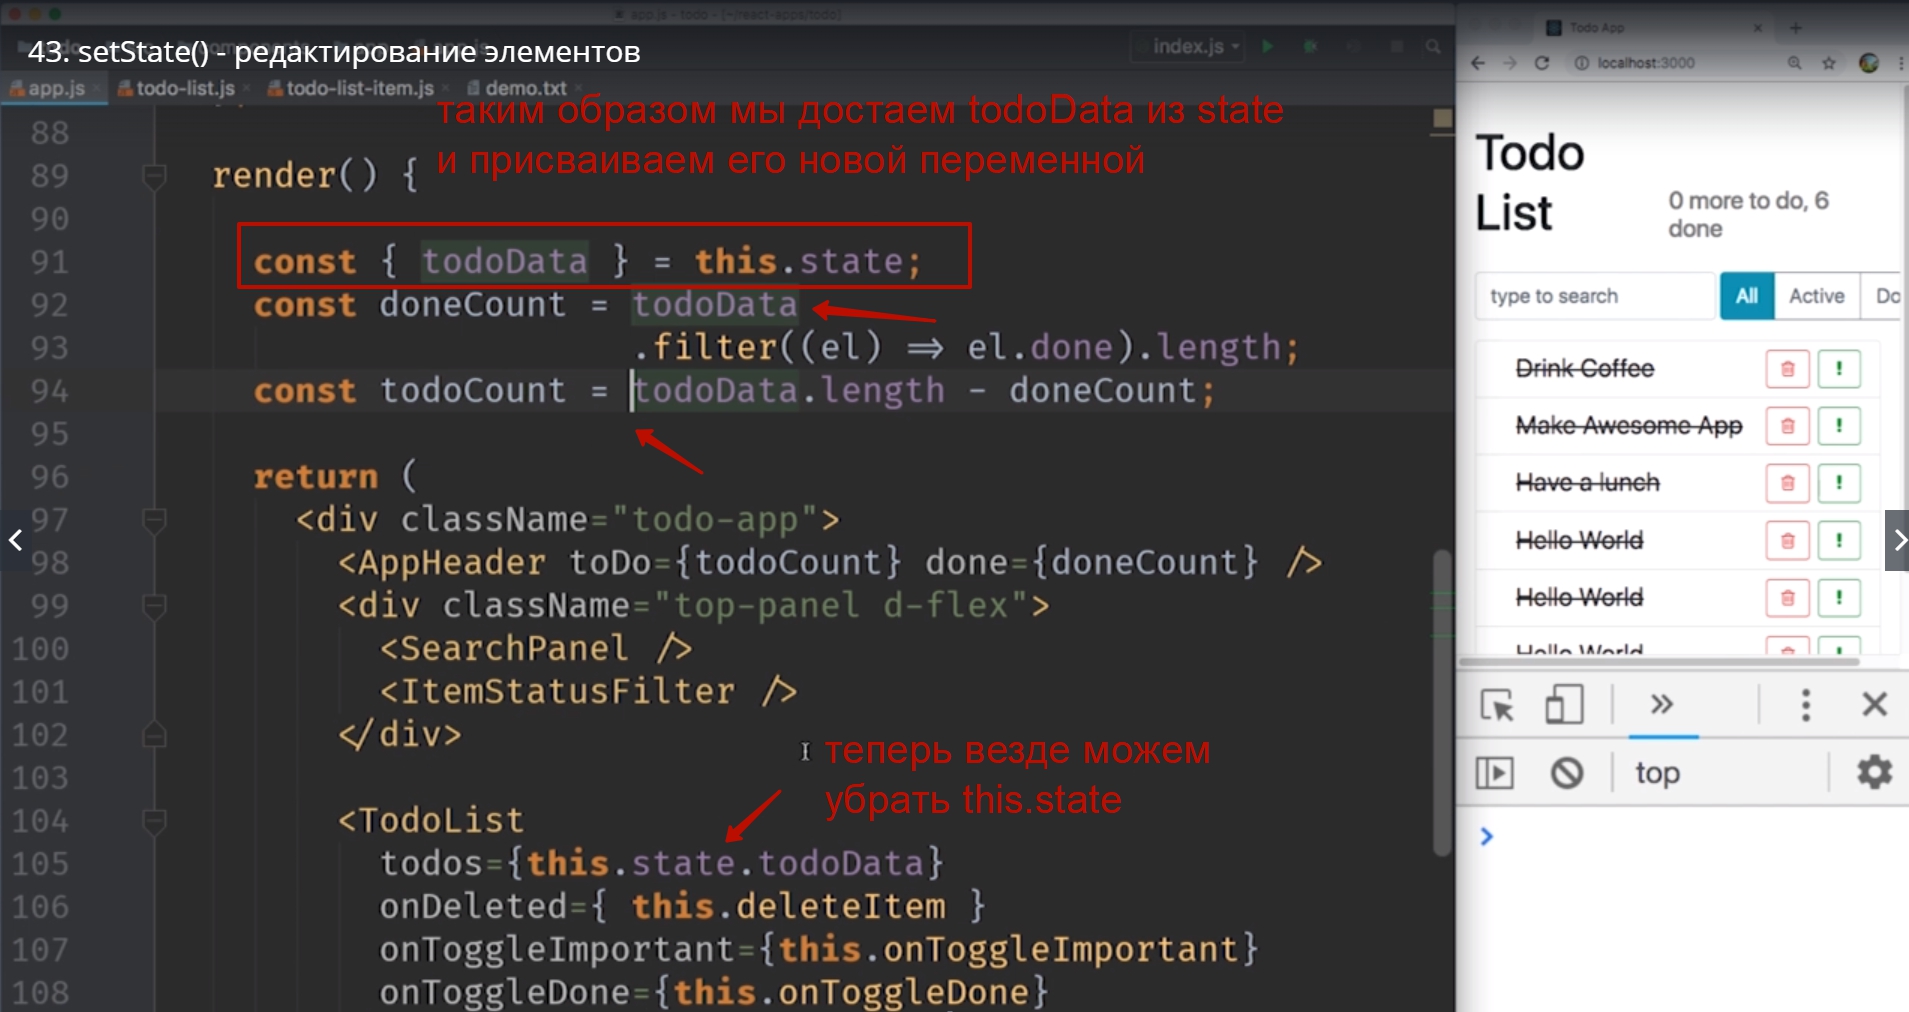 app.js - todo - [~/react-apps/todo]
43. setState() - редактирование элементов
index.js
app.js
todo-list.js
todo-list-item.js
demo.txt
таким образом мы достаем todoData из state
и присваиваем его новой переменной
88
89 render() {
90
91 const { todoData } = this.state;
92 const doneCount = todoData
93 .filter((el) ⇒ el.done).length;
94 const todoCount = todoData.length - doneCount;
95
96 return (
97 <div className="todo-app">
98 <AppHeader toDo={todoCount} done={doneCount} />
99 <div className="top-panel d-flex">
100 <SearchPanel />
101 <ItemStatusFilter />
102 </div>
103
теперь везде можем
убрать this.state
104 <TodoList
105 todos={this.state.todoData}
106 onDeleted={ this.deleteItem }
107 onToggleImportant={this.onToggleImportant}
108 onToggleDone={this.onToggleDone}
Todo App
localhost:3000
Todo
List
0 more to do, 6
done
type to search
All
Active
Do
Drink Coffee
!
Make Awesome App
!
Have a lunch
!
Hello World
!
Hello World
!
Hello World
!
top